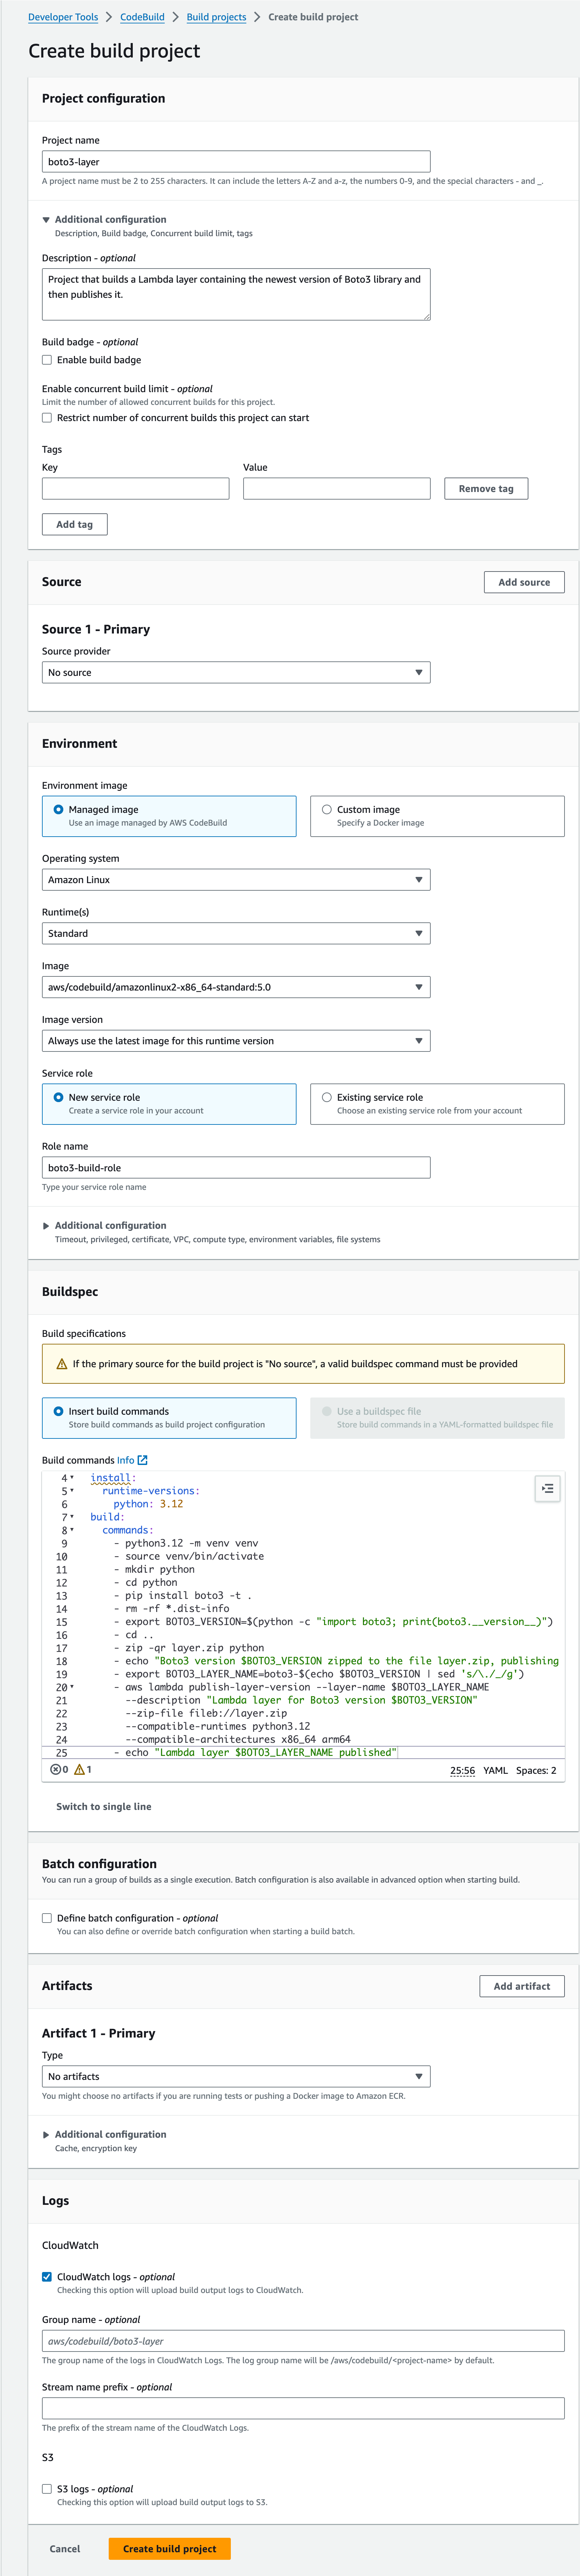 Developer Tools > CodeBuild > Build projects > Create build project
Create build project
Project configuration
Project name
boto3-layer
A project name must be 2 to 255 characters. It can include the letters A-Z and a-z, the numbers 0-9, and the special characters - and _.
Additional configuration
Description, Build badge, Concurrent build limit, tags
Description - optional
Project that builds a Lambda layer containing the newest version of Boto3 library and
then publishes it.
Build badge - optional
Enable build badge
Enable concurrent build limit - optional
Limit the number of allowed concurrent builds for this project.
Restrict number of concurrent builds this project can start
Tags
Key Value
Remove tag
Add tag
Source Add source
Source 1 - Primary
Source provider
No source
Environment
Environment image
Managed image Custom image
Use an image managed by AWS CodeBuild Specify a Docker image
Operating system
Amazon Linux
Runtime(s)
Standard
Image
aws/codebuild/amazonlinux2-x86_64-standard:5.0
Image version
Always use the latest image for this runtime version
Service role
New service role Existing service role
Create a service role in your account Choose an existing service role from your account
Role name
boto3-build-role
Type your service role name
Additional configuration
Timeout, privileged, certificate, VPC, compute type, environment variables, file systems
Buildspec
Build specifications
If the primary source for the build project is "No source", a valid buildspec command must be provided
Insert build commands Use a buildspec file
Store build commands as build project configuration Store build commands in a YAML-formatted buildspec file
Build commands Info
4 install:
5 runtime-versions:
6 python: 3.12
7 build:
8 commands:
9 - python3.12 -m venv venv
10 - source venv/bin/activate
11 - mkdir python
12 - cd python
13 - pip install boto3 -t .
14 - rm -rf *.dist-info
15 - export BOTO3_VERSION=$(python -c "import boto3; print(boto3.__version__)")
16 - cd ..
17 - zip -qr layer.zip python
18 - echo "Boto3 version $BOTO3_VERSION zipped to the file layer.zip, publishing
19 - export BOTO3_LAYER_NAME=boto3-$(echo $BOTO3_VERSION | sed 's/\./_/g')
20 - aws lambda publish-layer-version --layer-name $BOTO3_LAYER_NAME
21 --description "Lambda layer for Boto3 version $BOTO3_VERSION"
22 --zip-file fileb://layer.zip
23 --compatible-runtimes python3.12
24 --compatible-architectures x86_64 arm64
25 - echo "Lambda layer $BOTO3_LAYER_NAME published"
0 1 25:56 YAML Spaces: 2
Switch to single line
Batch configuration
You can run a group of builds as a single execution. Batch configuration is also available in advanced option when starting build.
Define batch configuration - optional
You can also define or override batch configuration when starting a build batch.
Artifacts Add artifact
Artifact 1 - Primary
Type
No artifacts
You might choose no artifacts if you are running tests or pushing a Docker image to Amazon ECR.
Additional configuration
Cache, encryption key
Logs
CloudWatch
CloudWatch logs - optional
Checking this option will upload build output logs to CloudWatch.
Group name - optional
aws/codebuild/boto3-layer
The group name of the logs in CloudWatch Logs. The log group name will be /aws/codebuild/<project-name> by default.
Stream name prefix - optional
The prefix of the stream name of the CloudWatch Logs.
S3
S3 logs - optional
Checking this option will upload build output logs to S3.
Cancel Create build project